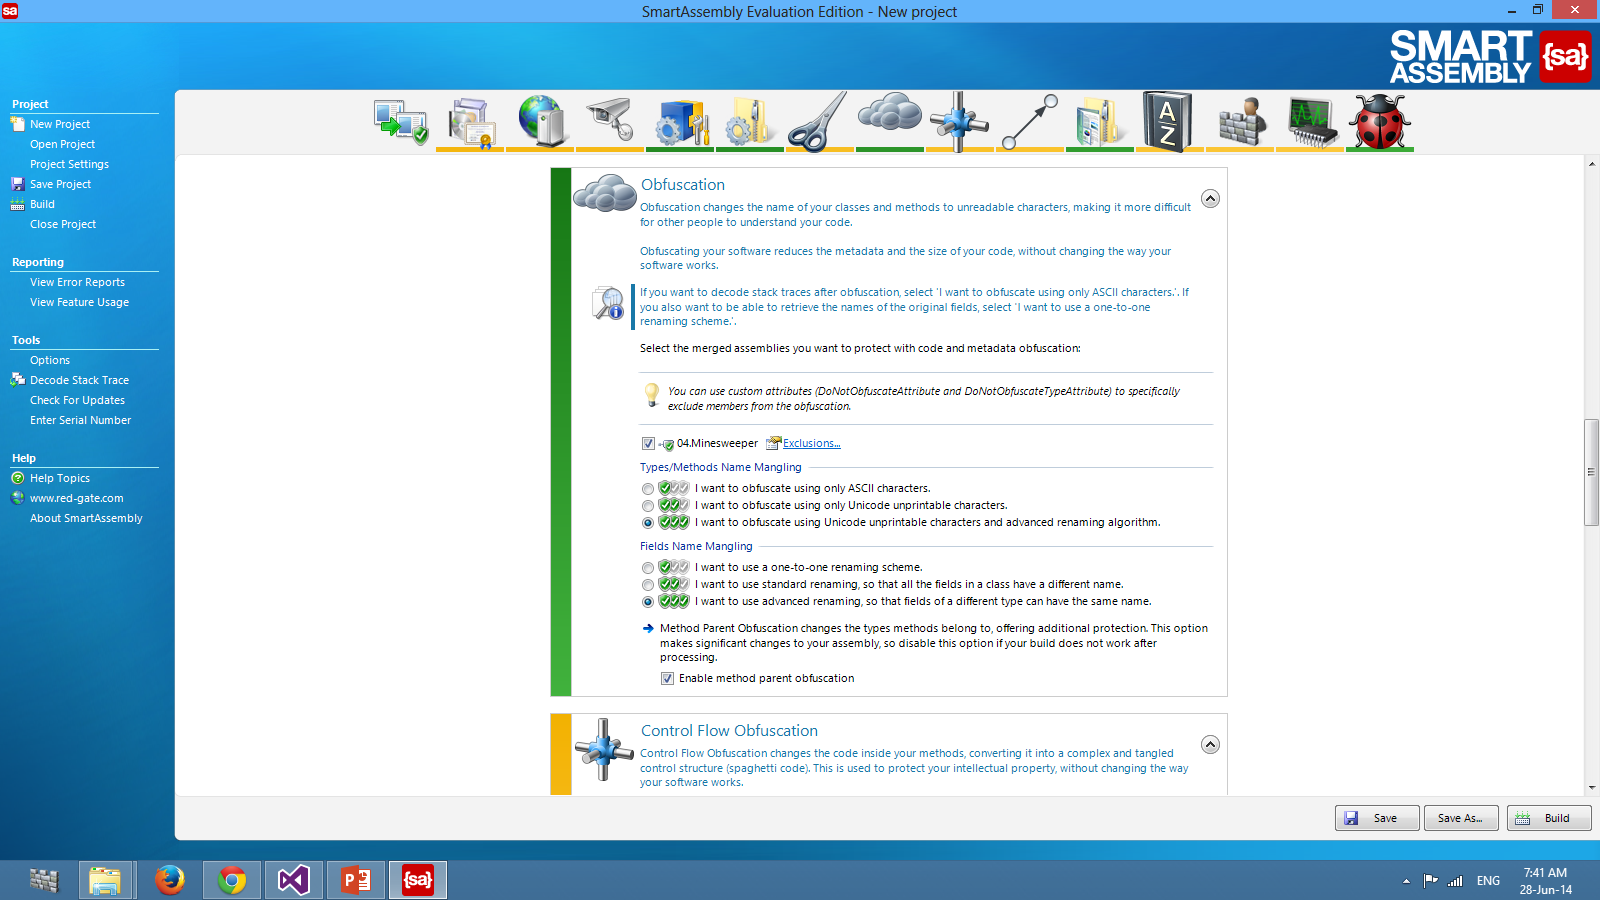 SmartAssembly Evaluation Edition - New project
sa
SMART
ASSEMBLY
{sa}
Project
New Project
Open Project
Project Settings
Save Project
Build
Close Project
Reporting
View Error Reports
View Feature Usage
Tools
Options
Decode Stack Trace
Check For Updates
Enter Serial Number
Help
Help Topics
www.red-gate.com
About SmartAssembly
A
Z
Obfuscation
Obfuscation changes the name of your classes and methods to unreadable characters, making it more difficult
for other people to understand your code.
Obfuscating your software reduces the metadata and the size of your code, without changing the way your
software works.
If you want to decode stack traces after obfuscation, select 'I want to obfuscate using only ASCII characters.'. If
you also want to be able to retrieve the names of the original fields, select 'I want to use a one-to-one
renaming scheme.'.
Select the merged assemblies you want to protect with code and metadata obfuscation:
You can use custom attributes (DoNotObfuscateAttribute and DoNotObfuscateTypeAttribute) to specifically
exclude members from the obfuscation.
04.Minesweeper Exclusions...
Types/Methods Name Mangling
I want to obfuscate using only ASCII characters.
I want to obfuscate using only Unicode unprintable characters.
I want to obfuscate using Unicode unprintable characters and advanced renaming algorithm.
Fields Name Mangling
I want to use a one-to-one renaming scheme.
I want to use standard renaming, so that all the fields in a class have a different name.
I want to use advanced renaming, so that fields of a different type can have the same name.
Method Parent Obfuscation changes the types methods belong to, offering additional protection. This option
makes significant changes to your assembly, so disable this option if your build does not work after
processing.
Enable method parent obfuscation
Control Flow Obfuscation
Control Flow Obfuscation changes the code inside your methods, converting it into a complex and tangled
control structure (spaghetti code). This is used to protect your intellectual property, without changing the way
your software works.
Save
Save As...
Build
P
{sa}
ENG
7:41 AM
28-Jun-14